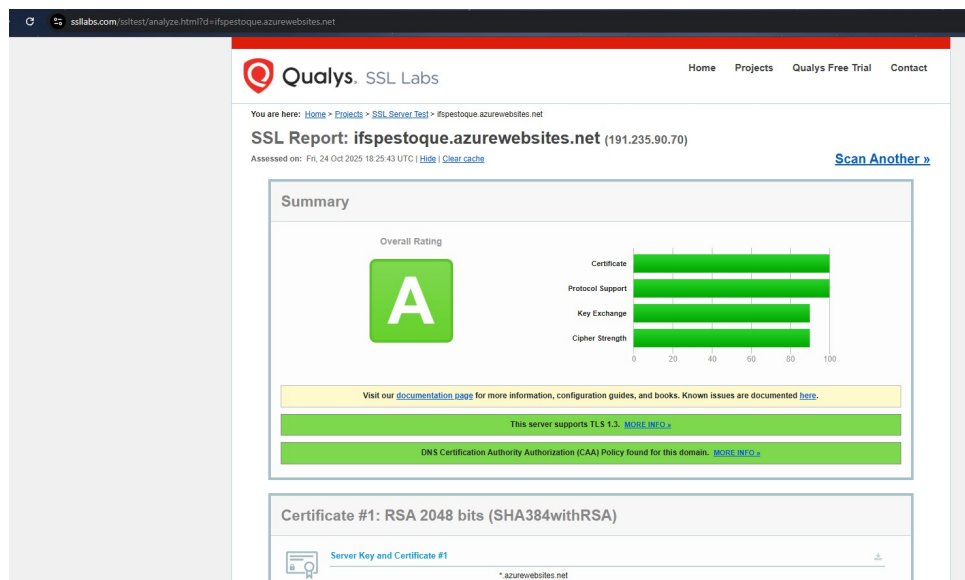 ssllabs.com/ssltest/analyze.html?d=ifspestoque.azurewebsites.net
Qualys. SSL Labs
Home Projects Qualys Free Trial Contact
You are here: Home > Projects > SSL Server Test > ifspestoque.azurewebsites.net
SSL Report: ifspestoque.azurewebsites.net (191.235.90.70)
Assessed on: Fri, 24 Oct 2025 18:25:43 UTC | Hide | Clear cache
Scan Another »
Summary
Overall Rating
A
Certificate
Protocol Support
Key Exchange
Cipher Strength
0 20 40 60 80 100
Visit our documentation page for more information, configuration guides, and books. Known issues are documented here.
This server supports TLS 1.3. MORE INFO »
DNS Certification Authority Authorization (CAA) Policy found for this domain. MORE INFO »
Certificate #1: RSA 2048 bits (SHA384withRSA)
Server Key and Certificate #1
*.azurewebsites.net